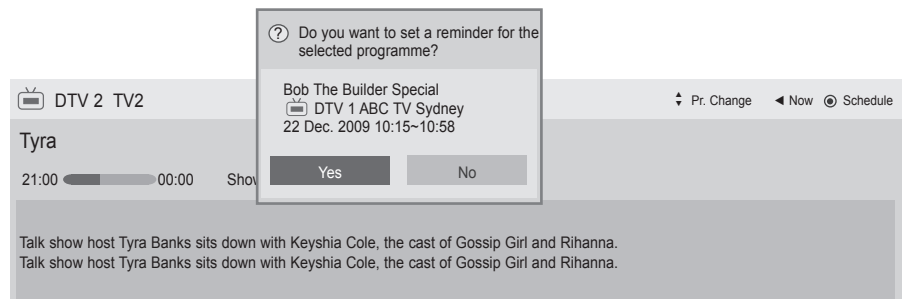 ? Do you want to set a reminder for the
selected programme?
Bob The Builder Special
DTV 1 ABC TV Sydney
22 Dec. 2009 10:15~10:58
Yes No
DTV 2 TV2 Pr. Change Now Schedule
Tyra
21:00 00:00
Talk show host Tyra Banks sits down with Keyshia Cole, the cast of Gossip Girl and Rihanna.
Talk show host Tyra Banks sits down with Keyshia Cole, the cast of Gossip Girl and Rihanna.